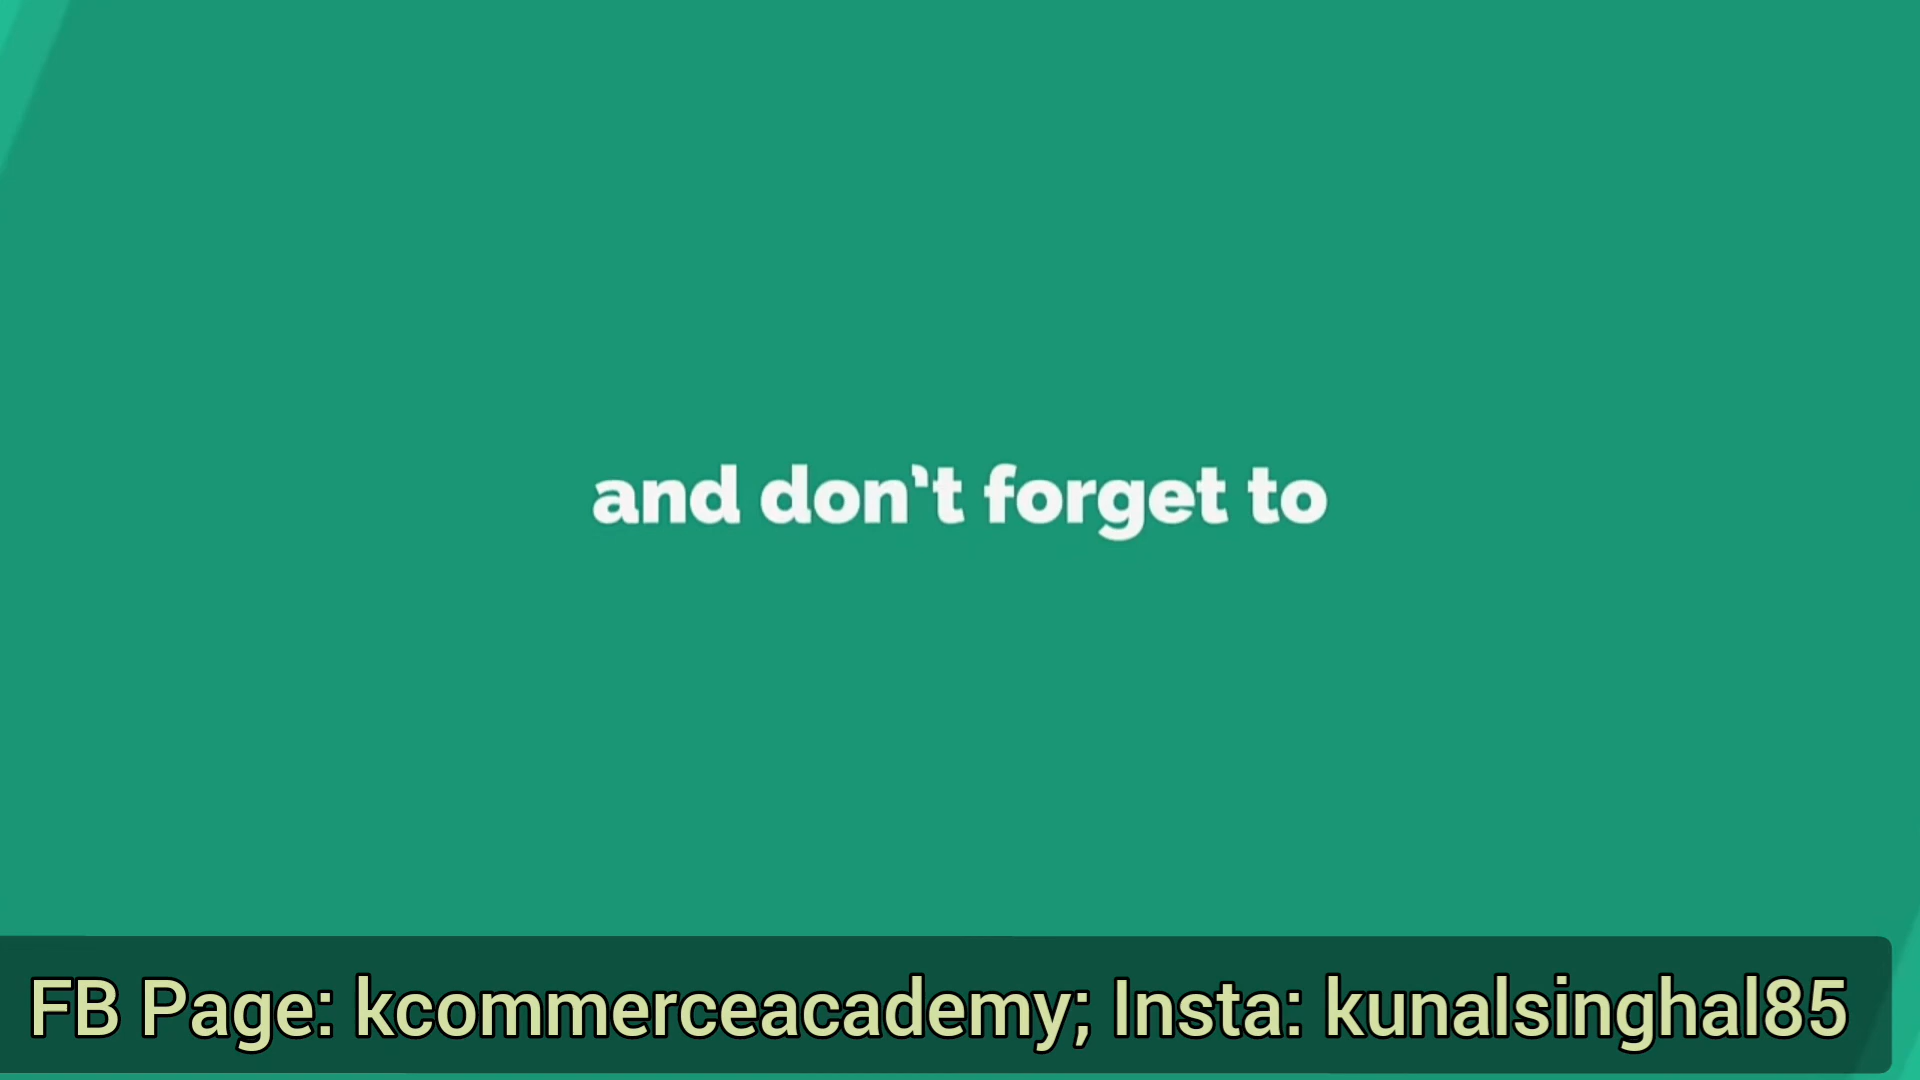 and don't forget to
FB Page: kcommerceacademy; Insta: kunalsinghal85